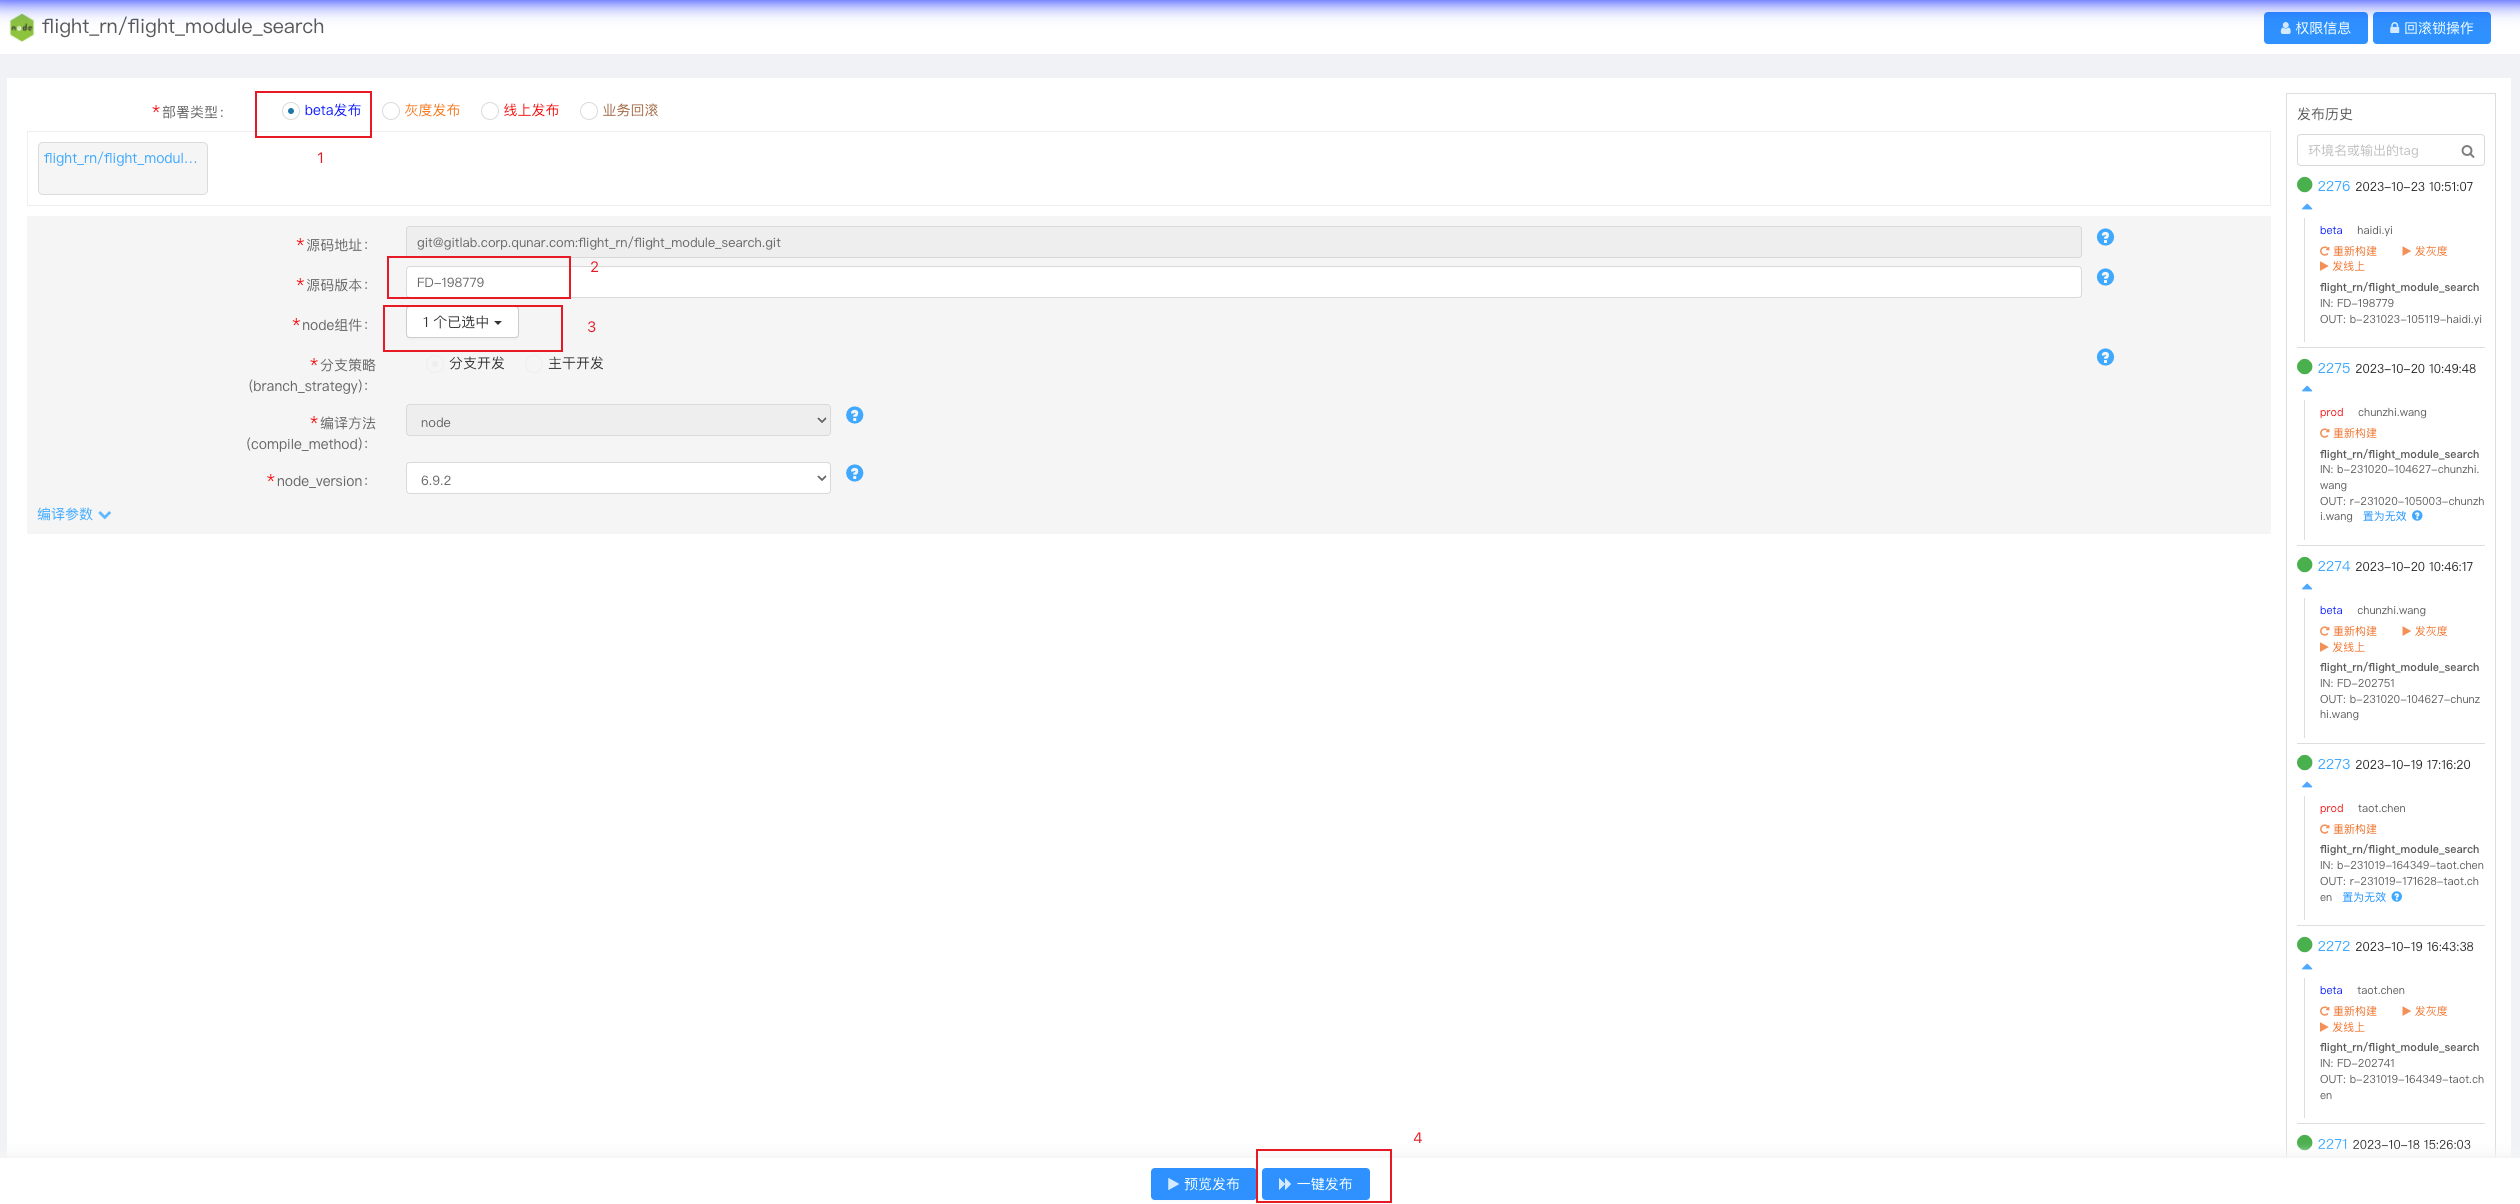 flight_rn/flight_module_search
权限信息
回滚锁操作
*部署类型：
beta发布
灰度发布
线上发布
业务回滚
1
flight_rn/flight_modul...
*源码地址：
git@gitlab.corp.qunar.com:flight_rn/flight_module_search.git
*源码版本：
FD-198779
2
*node组件：
1 个已选中
3
*分支策略
(branch_strategy)：
分支开发
主干开发
*编译方法
(compile_method)：
node
*node_version：
6.9.2
编译参数
4
预览发布
一键发布
发布历史
环境名或输出的tag
2276 2023-10-23 10:51:07
beta haidi.yi
重新构建 发灰度
发线上
flight_rn/flight_module_search
IN: FD-198779
OUT: b-231023-105119-haidi.yi
2275 2023-10-20 10:49:48
prod chunzhi.wang
重新构建
flight_rn/flight_module_search
IN: b-231020-104627-chunzhi.
wang
OUT: r-231020-105003-chunzh
i.wang 置为无效
2274 2023-10-20 10:46:17
beta chunzhi.wang
重新构建 发灰度
发线上
flight_rn/flight_module_search
IN: FD-202751
OUT: b-231020-104627-chunz
hi.wang
2273 2023-10-19 17:16:20
prod taot.chen
重新构建
flight_rn/flight_module_search
IN: b-231019-164349-taot.chen
OUT: r-231019-171628-taot.ch
en 置为无效
2272 2023-10-19 16:43:38
beta taot.chen
重新构建 发灰度
发线上
flight_rn/flight_module_search
IN: FD-202741
OUT: b-231019-164349-taot.ch
en
2271 2023-10-18 15:26:03